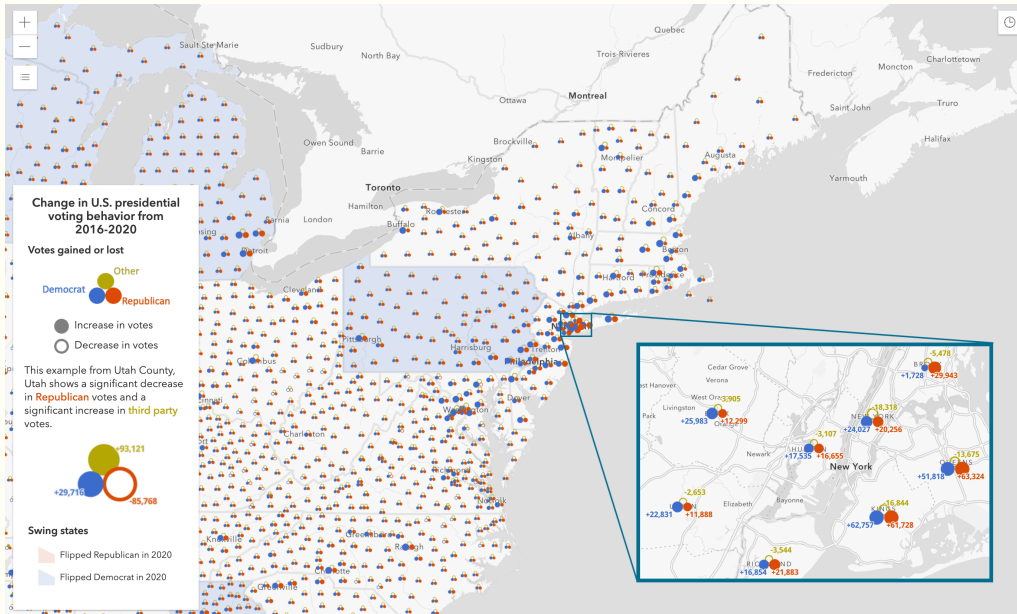 +
−
Quebec
Sault Ste-Marie
Sudbury
North Bay
Trois-Rivieres
Fredericton
Moncton
Charlottetown
Ottawa
Montreal
Saint John
Truro
Owen Sound
Barrie
Brockville
Kingston
Montpelier
Augusta
Halifax
Yarmouth
Toronto
Hamilton
London
Sarnia
Rochester
Buffalo
Concord
Albany
Boston
Detroit
Hartford
Providence
Cleveland
Pittsburgh
Harrisburg
Trenton
Philadelphia
Columbus
Dover
Washington
Charleston
Richmond
Norfolk
Knoxville
Greensboro
Raleigh
Charlotte
Greenville
Change in U.S. presidential
voting behavior from
2016-2020
Votes gained or lost
Other
Democrat
Republican
Increase in votes
Decrease in votes
This example from Utah County,
Utah shows a significant decrease
in Republican votes and a
significant increase in third party
votes.
+93,121
+29,716
-85,768
Swing states
Flipped Republican in 2020
Flipped Democrat in 2020
Cedar Grove
Verona
Livingston
Newark
Elizabeth
Bayonne
New York
-5,478
+1,728
+29,943
-3,905
+25,983
+12,299
-18,318
+24,027
+20,256
-3,107
+17,535
+16,655
-13,675
+51,818
+63,324
-2,653
+22,831
+11,888
-16,844
KINGS
+62,757
+61,728
-3,544
+16,854
+21,883